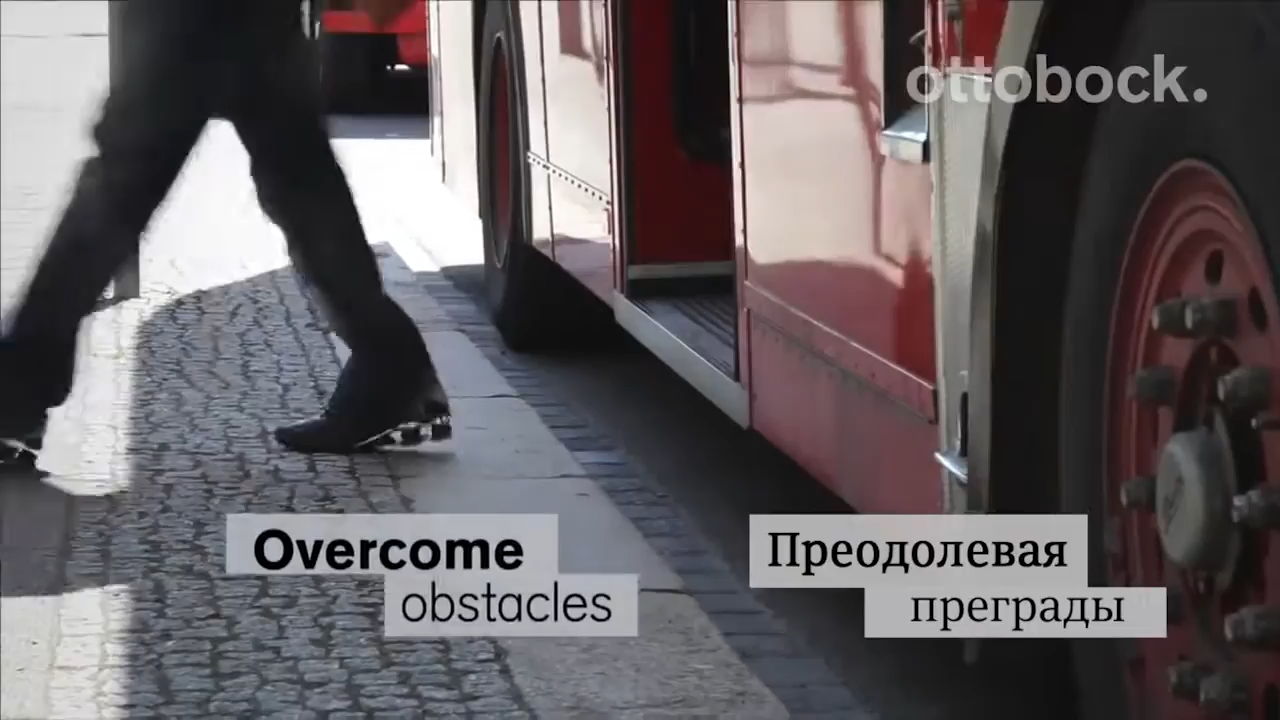 ottobock.
Overcome
obstacles
Преодолевая
преграды